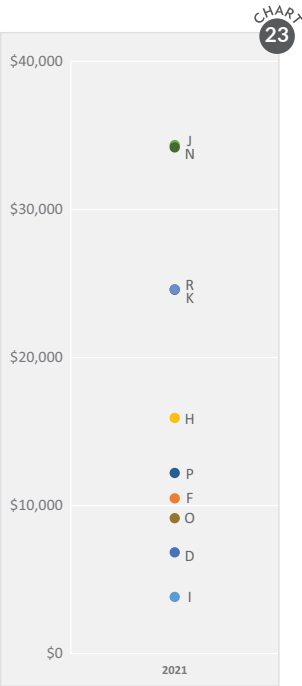 CHART
23
$40,000
J
N
$30,000
R
K
$20,000
H
P
F
$10,000
O
D
I
$0
2021